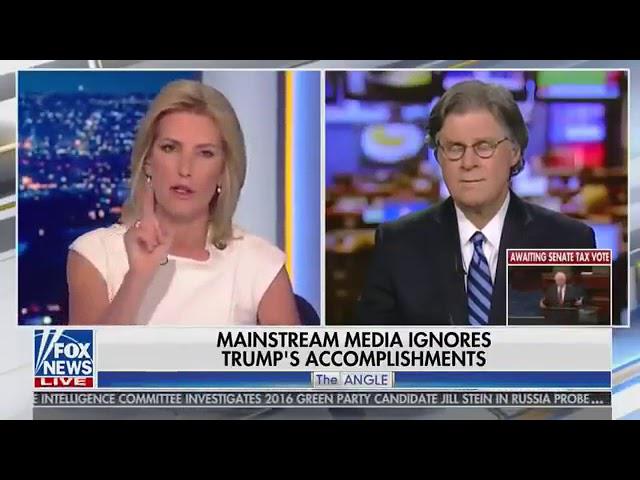 AWAITING SENATE TAX VOTE
MAINSTREAM MEDIA IGNORES
TRUMP'S ACCOMPLISHMENTS
FOX
NEWS
LIVE
The ANGLE
E INTELLIGENCE COMMITTEE INVESTIGATES 2016 GREEN PARTY CANDIDATE JILL STEIN IN RUSSIA PROBE...